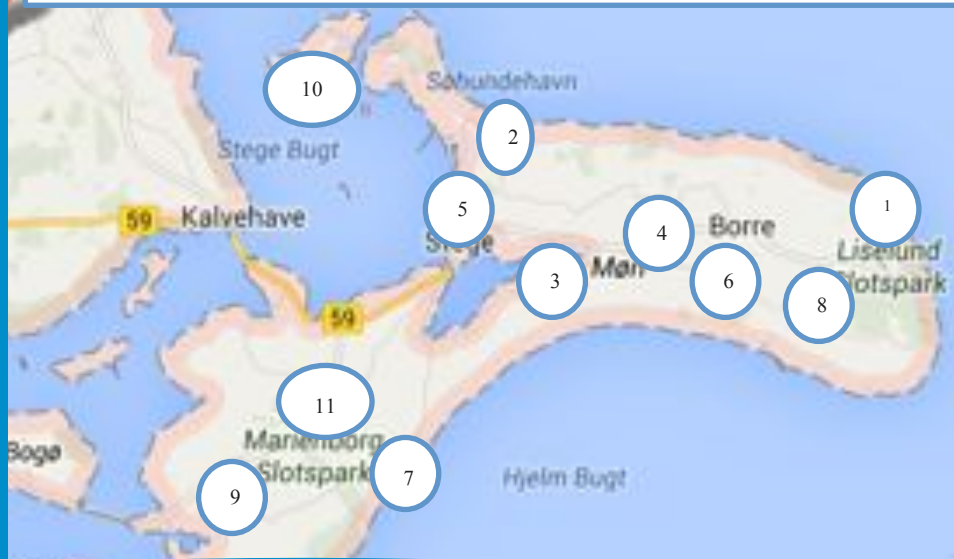 10
Søbundehavn
2
Stege Bugt
59
Kalvehave
5
4
Borre
1
Stege
Liselund
Slotspark
3
Møn
6
8
59
11
Marienborg
Slotspark
Bogø
9
7
Hjelm Bugt